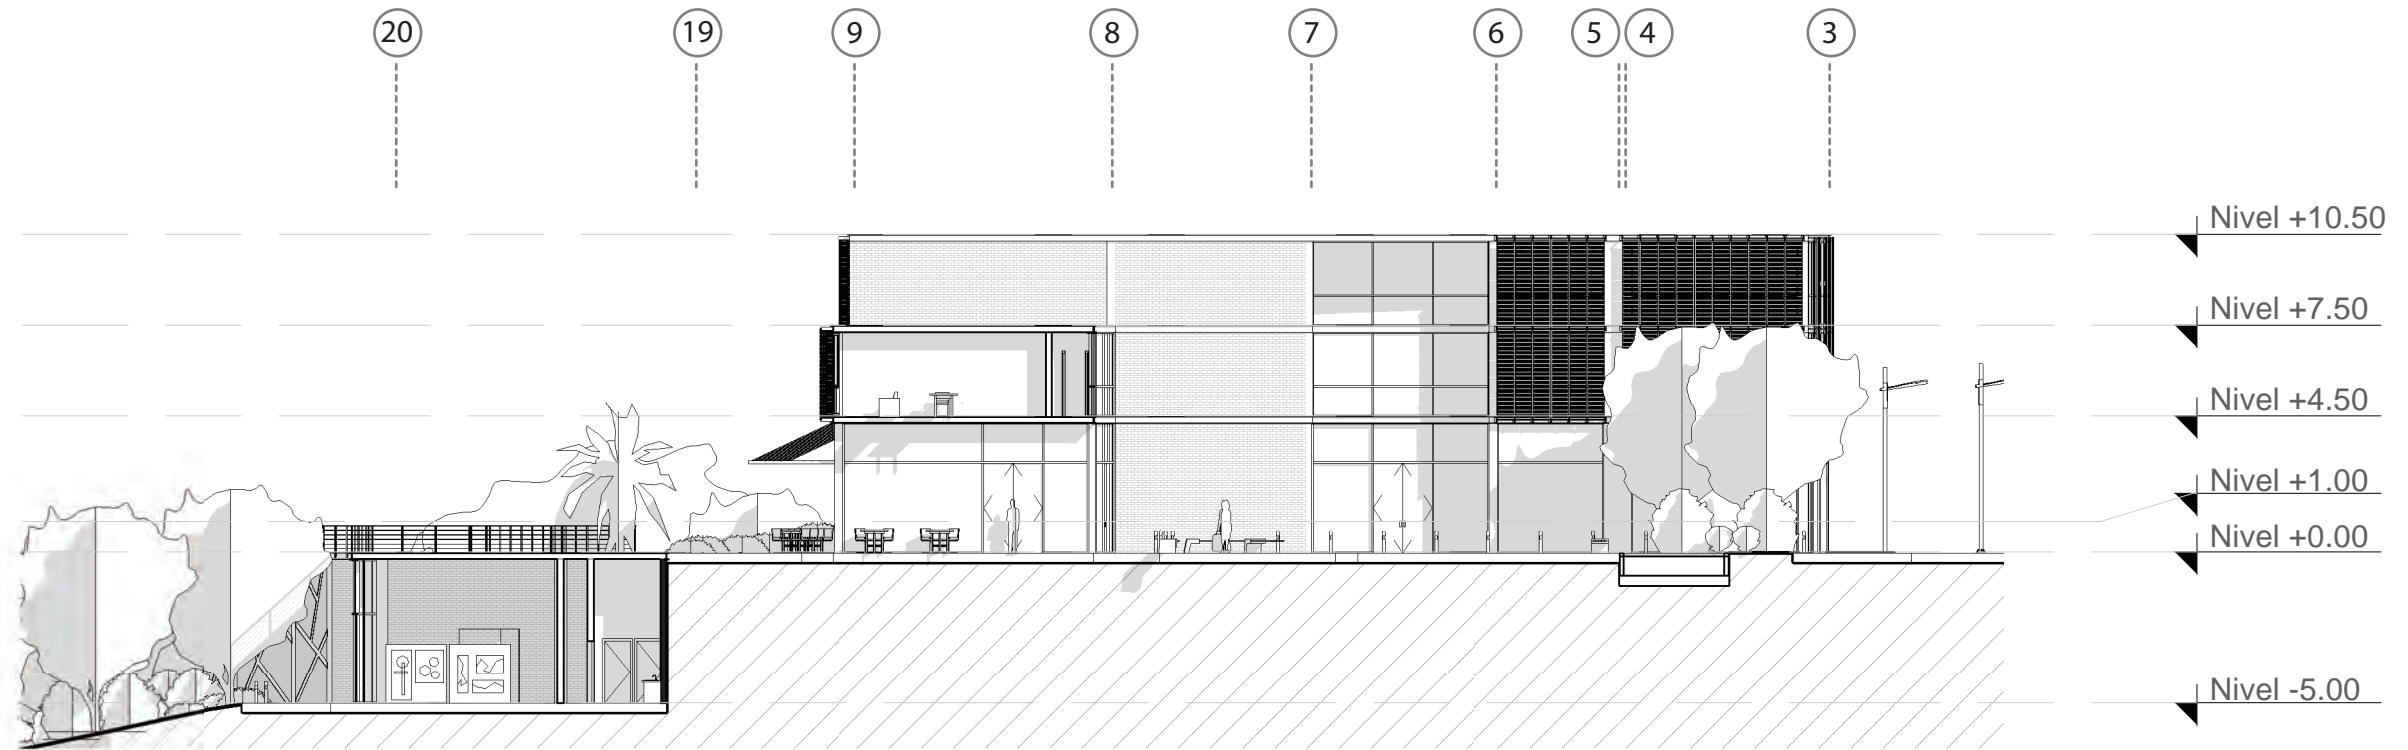 20 19 9 8 7 6 5 4 3
Nivel +10.50
Nivel +7.50
Nivel +4.50
Nivel +1.00
Nivel +0.00
Nivel -5.00